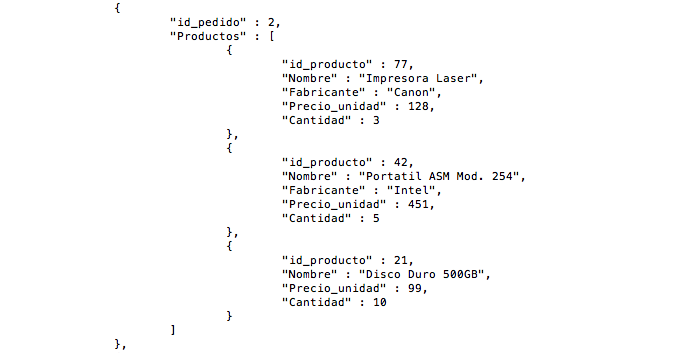 {
"id_pedido" : 2,
"Productos" : [
{
"id_producto" : 77,
"Nombre" : "Impresora Laser",
"Fabricante" : "Canon",
"Precio_unidad" : 128,
"Cantidad" : 3
},
{
"id_producto" : 42,
"Nombre" : "Portatil ASM Mod. 254",
"Fabricante" : "Intel",
"Precio_unidad" : 451,
"Cantidad" : 5
},
{
"id_producto" : 21,
"Nombre" : "Disco Duro 500GB",
"Precio_unidad" : 99,
"Cantidad" : 10
}
]
},